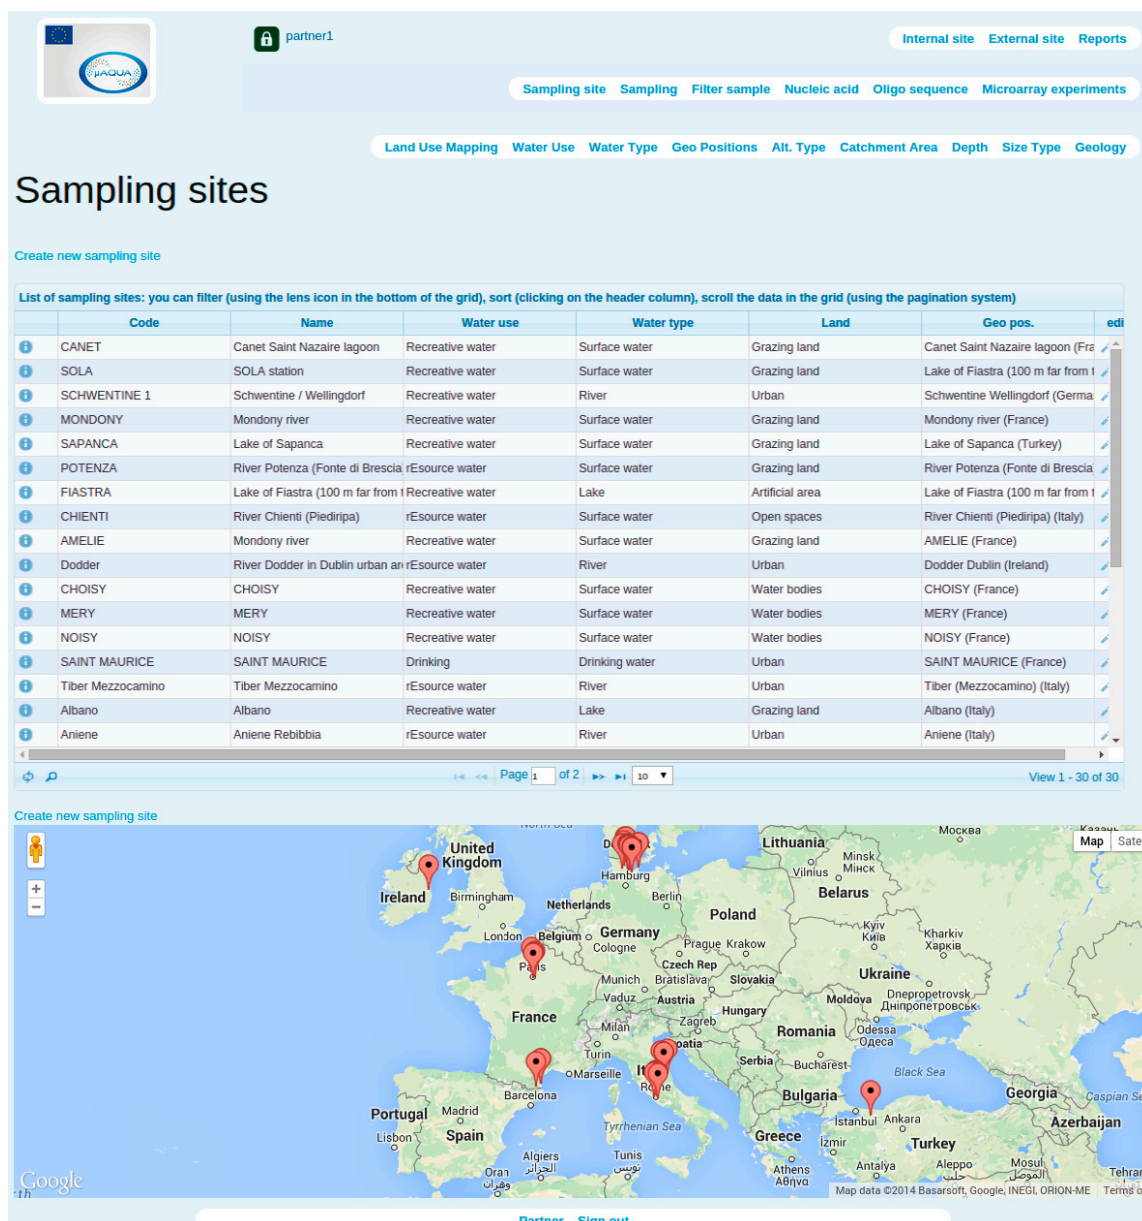 µAQUA
partner1
Internal site External site Reports
Sampling site Sampling Filter sample Nucleic acid Oligo sequence Microarray experiments
Land Use Mapping Water Use Water Type Geo Positions Alt. Type Catchment Area Depth Size Type Geology
Sampling sites
Create new sampling site
List of sampling sites: you can filter (using the lens icon in the bottom of the grid), sort (clicking on the header column), scroll the data in the grid (using the pagination system)
Code Name Water use Water type Land Geo pos. edi
CANET Canet Saint Nazaire lagoon Recreative water Surface water Grazing land Canet Saint Nazaire lagoon (Fra
SOLA SOLA station Recreative water Surface water Grazing land Lake of Fiastra (100 m far from t
SCHWENTINE 1 Schwentine / Wellingdorf Recreative water River Urban Schwentine Wellingdorf (Germa
MONDONY Mondony river Recreative water Surface water Grazing land Mondony river (France)
SAPANCA Lake of Sapanca Recreative water Surface water Grazing land Lake of Sapanca (Turkey)
POTENZA River Potenza (Fonte di Brescia rEsource water Surface water Grazing land River Potenza (Fonte di Brescia
FIASTRA Lake of Fiastra (100 m far from t Recreative water Lake Artificial area Lake of Fiastra (100 m far from t
CHIENTI River Chienti (Piediripa) rEsource water Surface water Open spaces River Chienti (Piediripa) (Italy)
AMELIE Mondony river Recreative water Surface water Grazing land AMELIE (France)
Dodder River Dodder in Dublin urban are rEsource water River Urban Dodder Dublin (Ireland)
CHOISY CHOISY Recreative water Surface water Water bodies CHOISY (France)
MERY MERY Recreative water Surface water Water bodies MERY (France)
NOISY NOISY Recreative water Surface water Water bodies NOISY (France)
SAINT MAURICE SAINT MAURICE Drinking Drinking water Urban SAINT MAURICE (France)
Tiber Mezzocamino Tiber Mezzocamino rEsource water River Urban Tiber (Mezzocamino) (Italy)
Albano Albano Recreative water Lake Grazing land Albano (Italy)
Aniene Aniene Rebibbia rEsource water River Urban Aniene (Italy)
Page 1 of 2 10 View 1 - 30 of 30
Create new sampling site
Москва
Map Sate
United Kingdom
Lithuania
Minsk
Vilnius Мінск
Hamburg
Ireland Birmingham
Berlin
Belarus
Netherlands
Poland
London Belgium Germany
Kyiv
Київ
Kharkiv
Харків
Cologne
Prague Krakow
Paris
Czech Rep
Munich Bratislava Slovakia
Ukraine
Vaduz Austria
Moldova Dnepropetrovsk
Дніпропетровськ
France
Hungary
Milan
Zagreb
Romania Odessa
Одеса
Turin
Serbia Bucharest
Marseille
Black Sea
Rome
Barcelona
Bulgaria
Georgia
Caspian Se
Portugal Madrid
Istanbul Ankara
Azerbaijan
Lisbon Spain
Tyrrhenian Sea
Greece
İzmir
Turkey
Algiers
الجزائر
Tunis
تونس
Oran
وهران
Athens
Αθήνα
Antalya
Aleppo
حلب
Mosul
الموصل
Tehran
Google
Map data ©2014 Basarsoft, Google, INEGI, ORION-ME Terms o
Partner Sign out